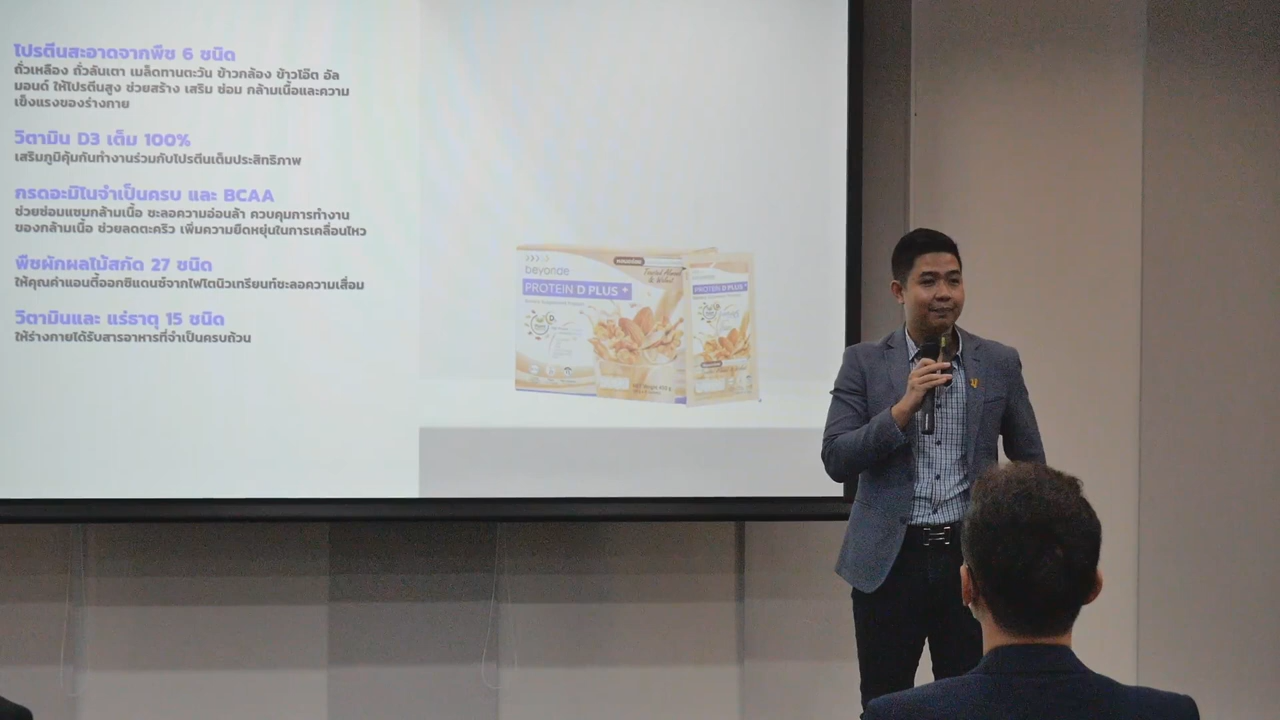 โปรตีนสะอาดจากพืช 6 ชนิด
ถั่วเหลือง ถั่วลันเตา เมล็ดทานตะวัน ข้าวกล้อง ข้าวโอ๊ต อัล
มอนด์ ให้โปรตีนสูง ช่วยสร้าง เสริม ซ่อม กล้ามเนื้อและความ
แข็งแรงของร่างกาย
วิตามิน D3 เต็ม 100%
เสริมภูมิคุ้มกันทำงานร่วมกับโปรตีนเต็มประสิทธิภาพ
กรดอะมิโนจำเป็นครบ และ BCAA
ช่วยซ่อมแซมกล้ามเนื้อ ชะลอความอ่อนล้า ควบคุมการทำงาน
ของกล้ามเนื้อ ช่วยลดตะคริว เพิ่มความยืดหยุ่นในการเคลื่อนไหว
พืชผักผลไม้สกัด 27 ชนิด
ให้คุณค่าแอนตี้ออกซิแดนซ์จากไฟโตนิวเทรียนท์ชะลอความเสื่อม
วิตามินและ แร่ธาตุ 15 ชนิด
ให้ร่างกายได้รับสารอาหารที่จำเป็นครบถ้วน
beyonde
PROTEIN D PLUS +
beyonde
PROTEIN D PLUS +